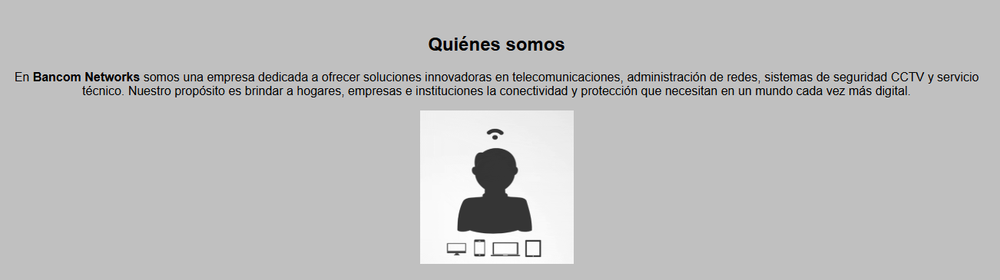 Quiénes somos
En Bancom Networks somos una empresa dedicada a ofrecer soluciones innovadoras en telecomunicaciones, administración de redes, sistemas de seguridad CCTV y servicio
técnico. Nuestro propósito es brindar a hogares, empresas e instituciones la conectividad y protección que necesitan en un mundo cada vez más digital.